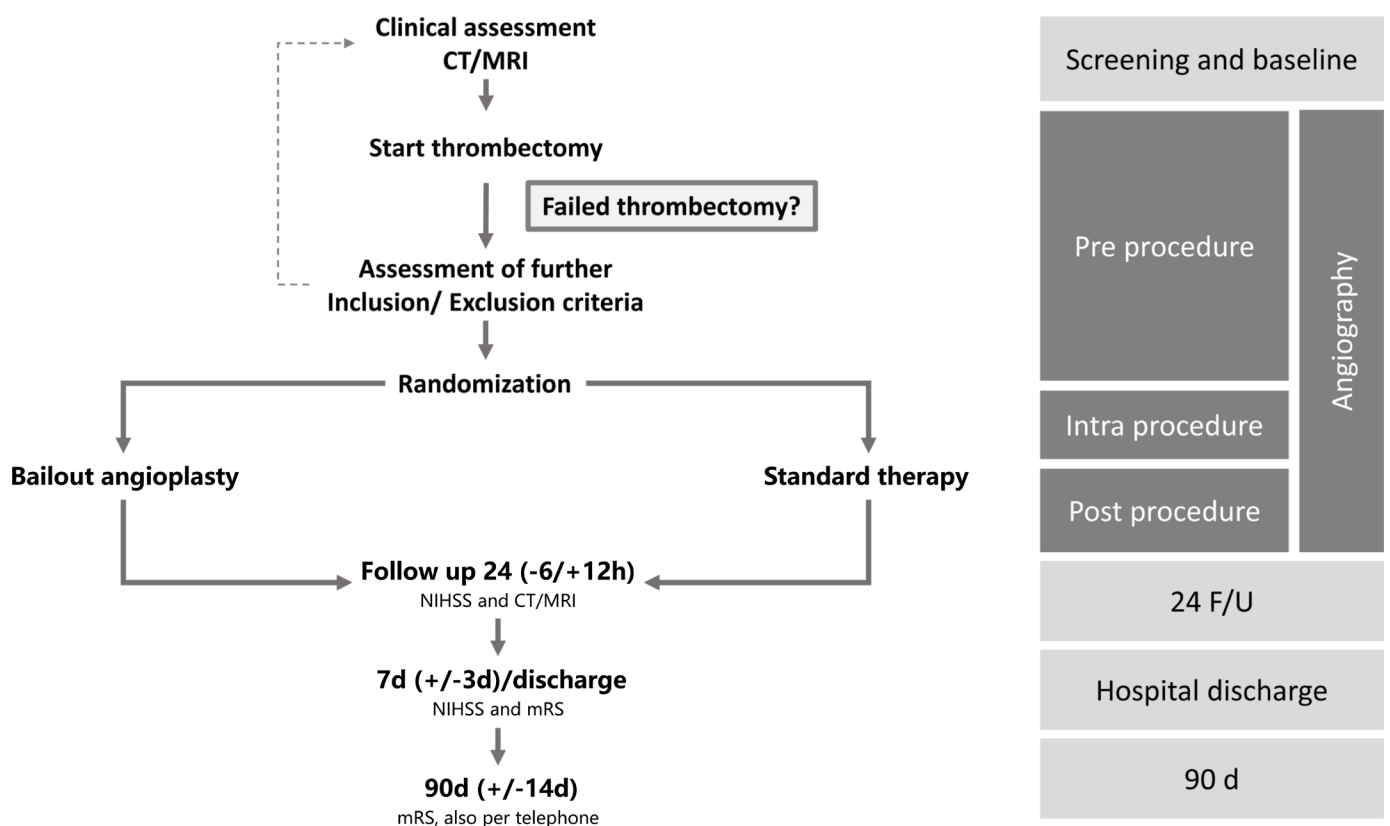 Clinical assessment
CT/MRI
Start thrombectomy
Failed thrombectomy?
Assessment of further
Inclusion/ Exclusion criteria
Randomization
Bailout angioplasty
Standard therapy
Follow up 24 (-6/+12h)
NIHSS and CT/MRI
7d (+/-3d)/discharge
NIHSS and mRS
90d (+/-14d)
mRS, also per telephone
Screening and baseline
Pre procedure
Angiography
Intra procedure
Post procedure
24 F/U
Hospital discharge
90 d